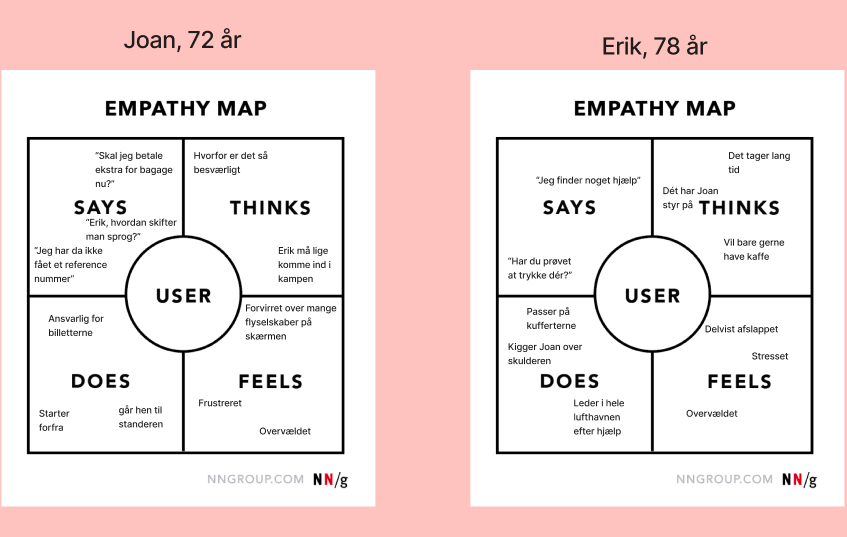 Joan, 72 år
EMPATHY MAP
"Skal jeg betale
ekstra for bagage
nu?"
SAYS
"Erik, hvordan skifter
man sprog?"
"Jeg har da ikke
fået et reference
nummer"
Hvorfor er det så
besværligt
THINKS
Erik må lige
komme ind i
kampen
USER
Ansvarlig for
billetterne
DOES
Starter
forfra
går hen til
standeren
Forvirret over mange
flyselskaber på
skærmen
FEELS
Frustreret
Overvældet
NNGROUP.COM NN/g
Erik, 78 år
EMPATHY MAP
"Jeg finder noget hjælp"
SAYS
"Har du prøvet
at trykke dér?"
Det tager lang
tid
Dét har Joan
styr på
THINKS
Vil bare gerne
have kaffe
USER
Passer på
kufferterne
Kigger Joan over
skulderen
DOES
Leder i hele
lufthavnen
efter hjælp
Delvist afslappet
Stresset
FEELS
Overvældet
NNGROUP.COM NN/g